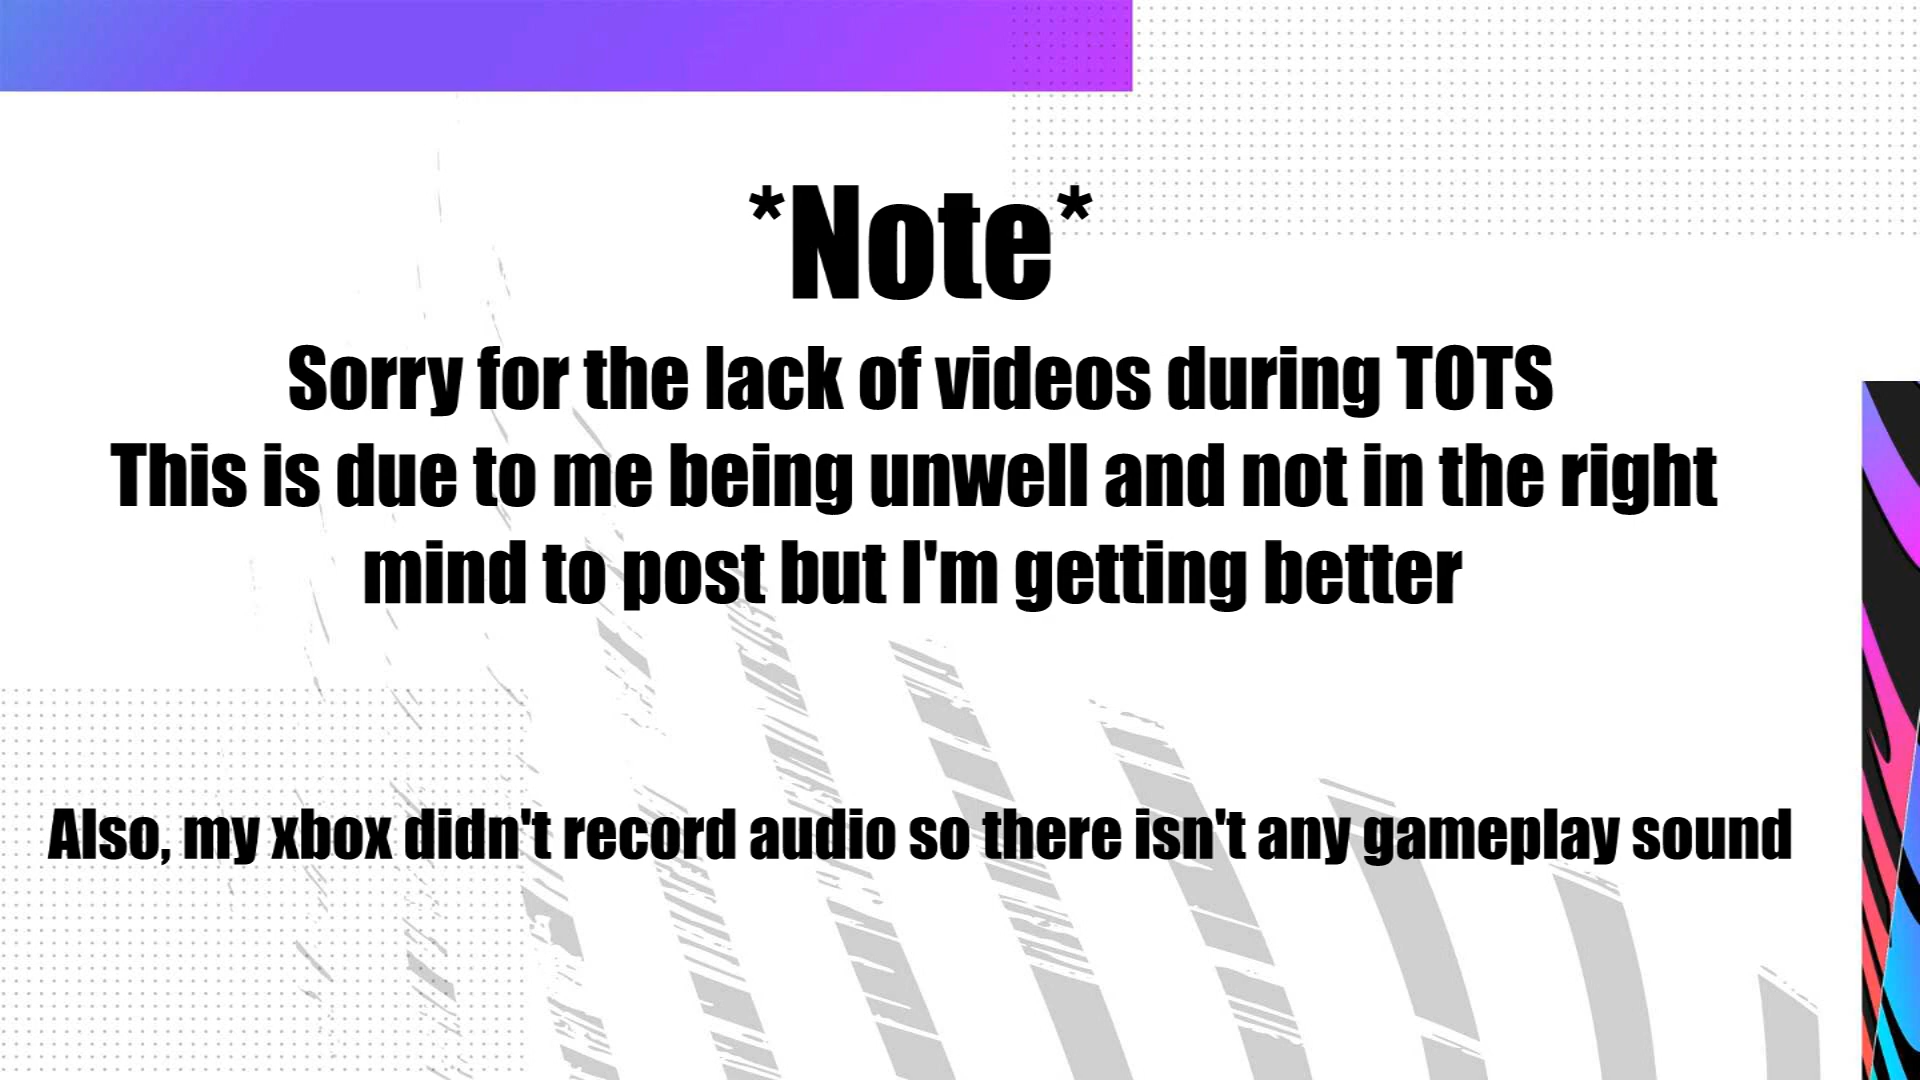 *Note*
Sorry for the lack of videos during TOTS
This is due to me being unwell and not in the right
mind to post but I'm getting better
Also, my xbox didn't record audio so there isn't any gameplay sound